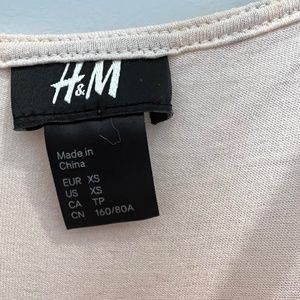 H&M
Made in
China
EUR XS
US XS
CA TP
CN 160/80A